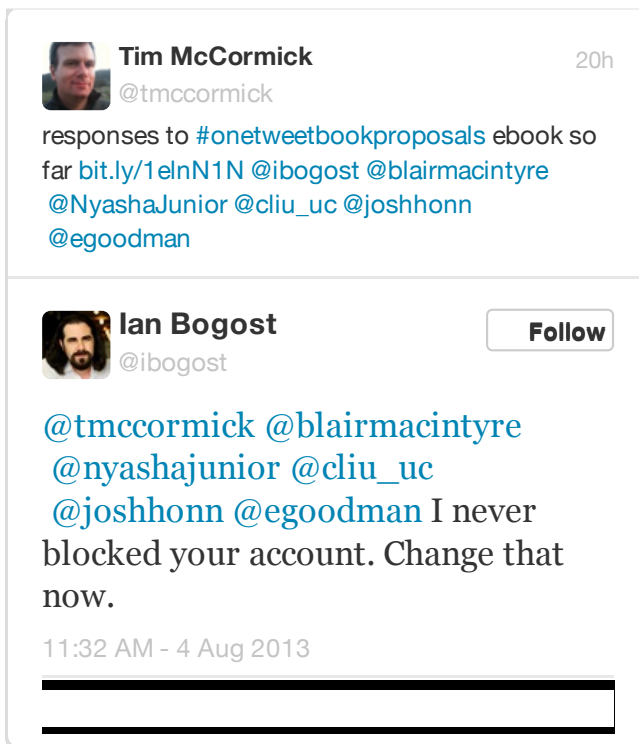 Tim McCormick 20h
@tmccormick
responses to #onetweetbookproposals ebook so
far bit.ly/1elnN1N @ibogost @blairmacintyre
@NyashaJunior @cliu_uc @joshhonn
@egoodman
Ian Bogost Follow
@ibogost
@tmccormick @blairmacintyre
@nyashajunior @cliu_uc
@joshhonn @egoodman I never
blocked your account. Change that
now.
11:32 AM - 4 Aug 2013